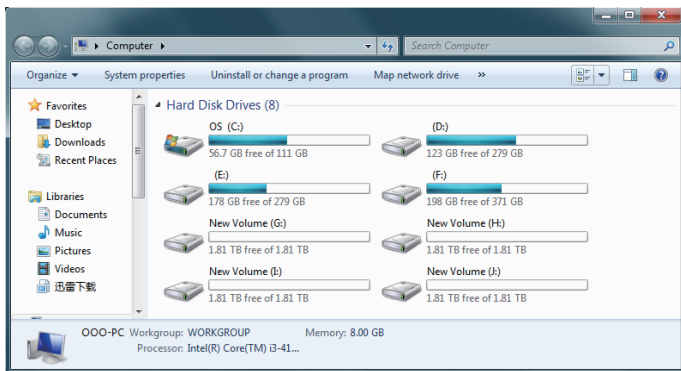 Computer
Search Computer
Organize System properties Uninstall or change a program Map network drive »
Favorites
Desktop
Downloads
Recent Places
Libraries
Documents
Music
Pictures
Videos
迅雷下载
Hard Disk Drives (8)
OS (C:)
56.7 GB free of 111 GB
(D:)
123 GB free of 279 GB
(E:)
178 GB free of 279 GB
(F:)
198 GB free of 371 GB
New Volume (G:)
1.81 TB free of 1.81 TB
New Volume (H:)
1.81 TB free of 1.81 TB
New Volume (I:)
1.81 TB free of 1.81 TB
New Volume (J:)
1.81 TB free of 1.81 TB
OOO-PC Workgroup: WORKGROUP Memory: 8.00 GB
Processor: Intel(R) Core(TM) i3-41...